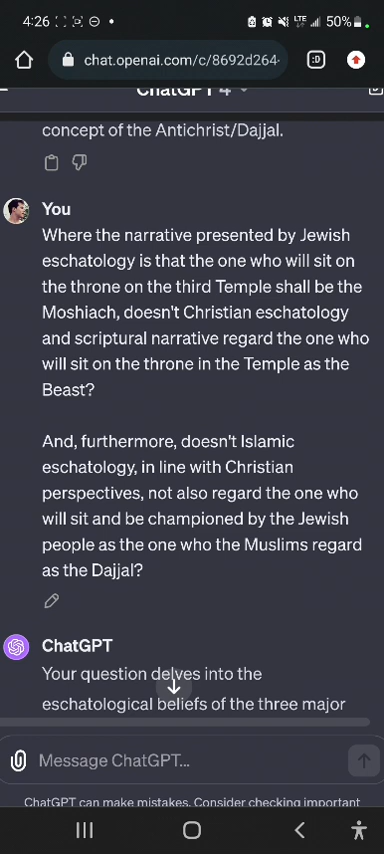 4:26
LTE
50%
chat.openai.com/c/8692d264-
:D
ChatGPT 4
concept of the Antichrist/Dajjal.
You
Where the narrative presented by Jewish
eschatology is that the one who will sit on
the throne on the third Temple shall be the
Moshiach, doesn't Christian eschatology
and scriptural narrative regard the one who
will sit on the throne in the Temple as the
Beast?
And, furthermore, doesn't Islamic
eschatology, in line with Christian
perspectives, not also regard the one who
will sit and be championed by the Jewish
people as the one who the Muslims regard
as the Dajjal?
ChatGPT
Your question delves into the
eschatological beliefs of the three major
Message ChatGPT...
ChatGPT can make mistakes. Consider checking important